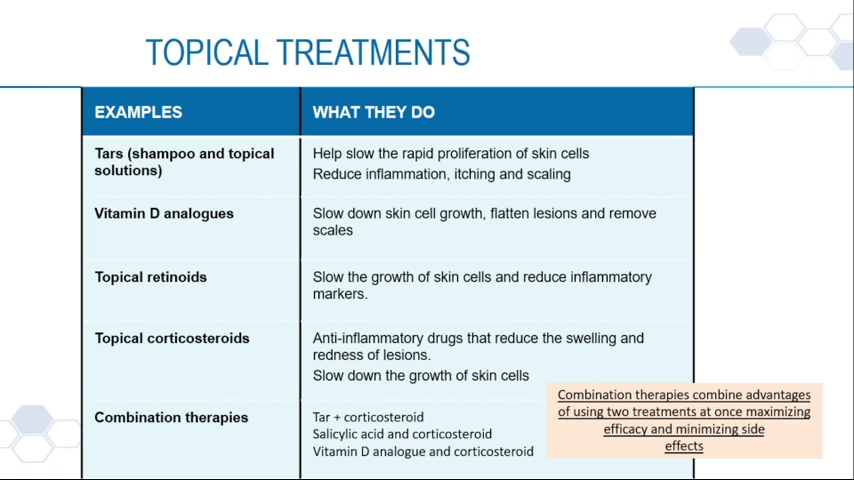 TOPICAL TREATMENTS
EXAMPLES
WHAT THEY DO
Tars (shampoo and topical
solutions)
Help slow the rapid proliferation of skin cells
Reduce inflammation, itching and scaling
Vitamin D analogues
Slow down skin cell growth, flatten lesions and remove
scales
Topical retinoids
Slow the growth of skin cells and reduce inflammatory
markers.
Topical corticosteroids
Anti-inflammatory drugs that reduce the swelling and
redness of lesions.
Slow down the growth of skin cells
Combination therapies
Tar + corticosteroid
Salicylic acid and corticosteroid
Vitamin D analogue and corticosteroid
Combination therapies combine advantages
of using two treatments at once maximizing
efficacy and minimizing side
effects